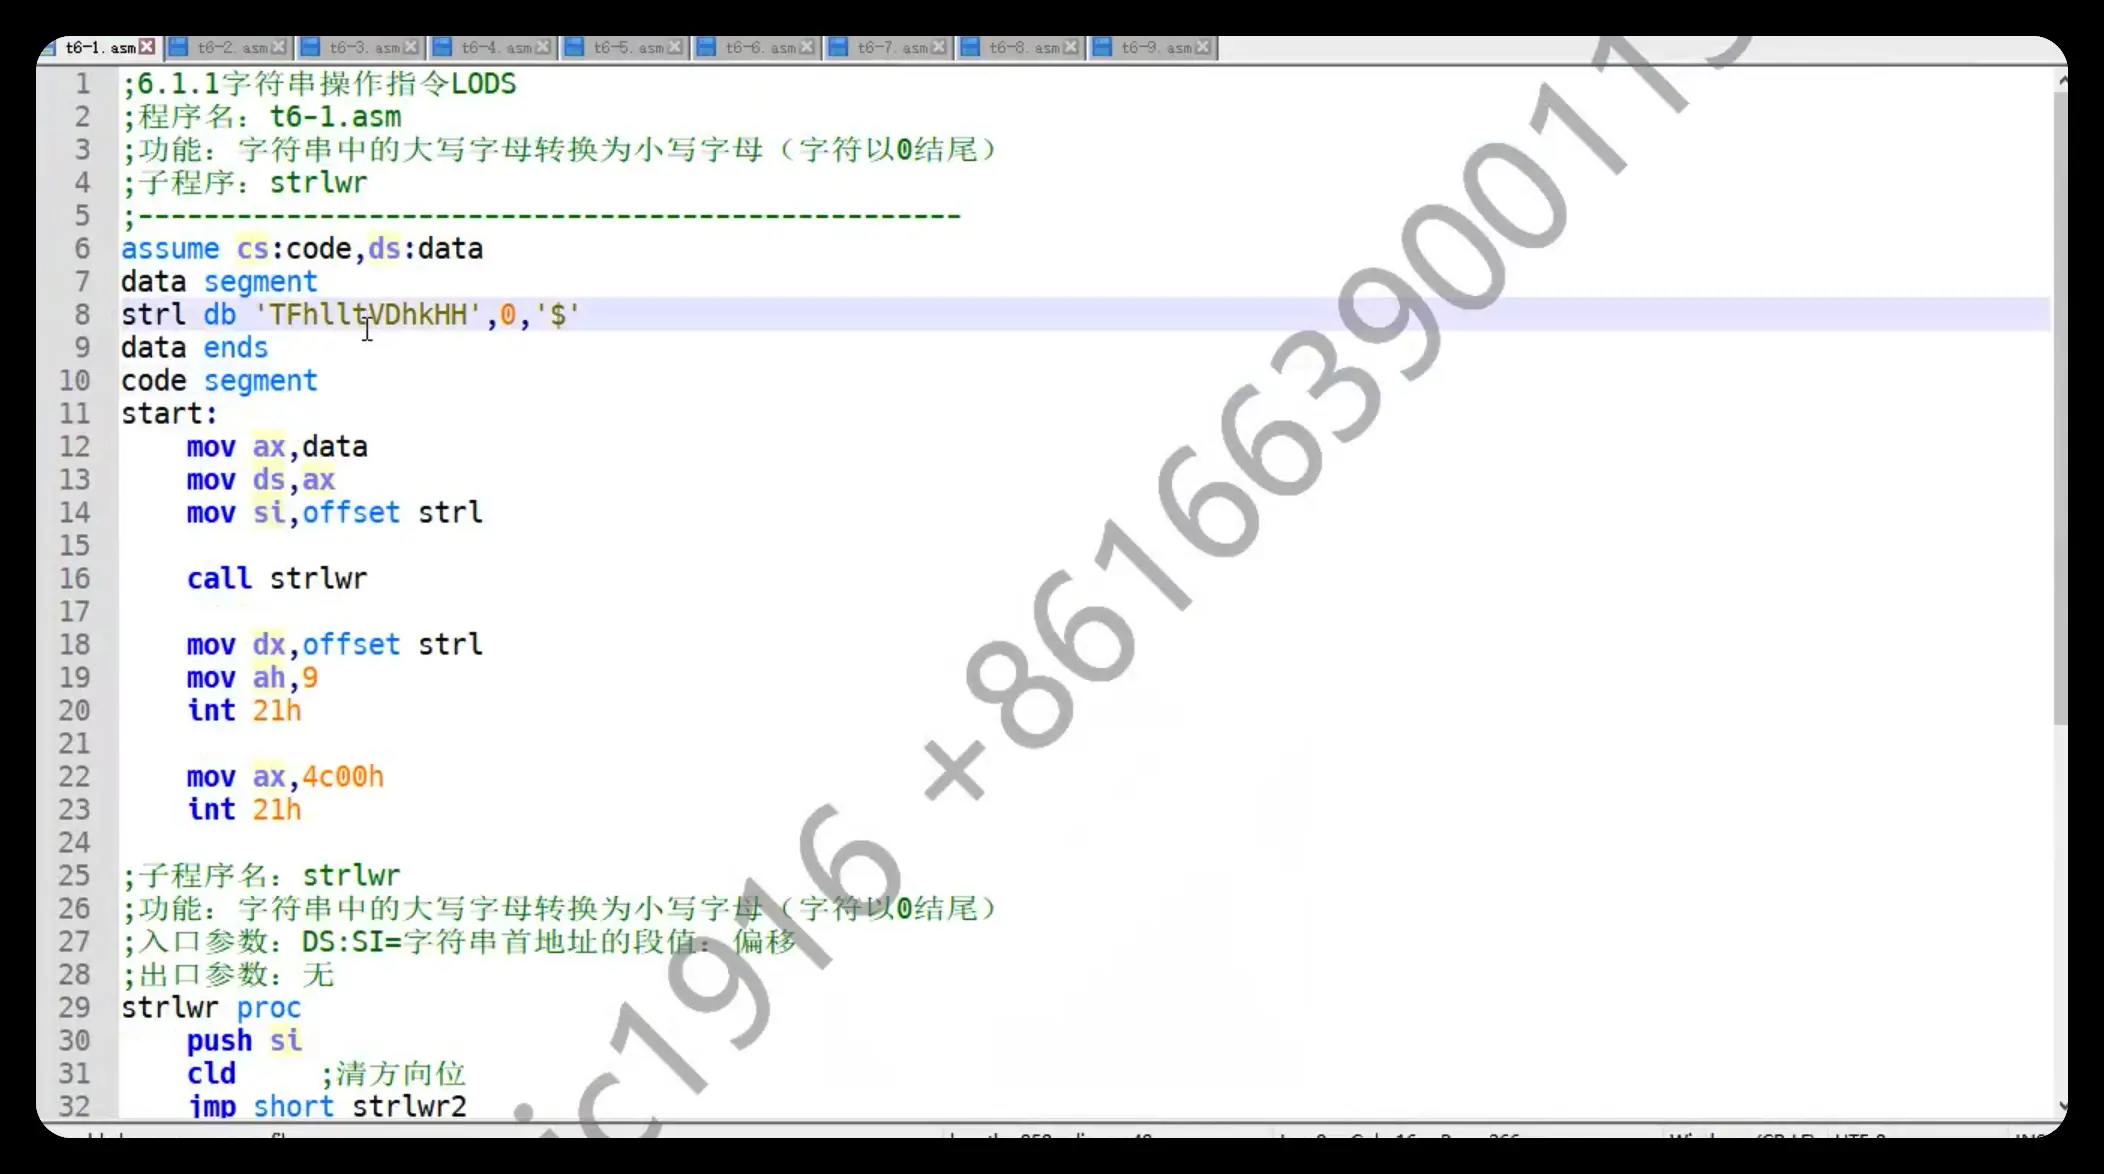 t6-1.asm t6-2.asm t6-3.asm t6-4.asm t6-5.asm t6-6.asm t6-7.asm t6-8.asm t6-9.asm
1 ;6.1.1字符串操作指令LODS
2 ;程序名：t6-1.asm
3 ;功能：字符串中的大写字母转换为小写字母（字符以0结尾）
4 ;子程序：strlwr
5 ;--------------------------------------------------
6 assume cs:code,ds:data
7 data segment
8 strl db 'TFhlltVDhkHH',0,'$'
9 data ends
10 code segment
11 start:
12 mov ax,data
13 mov ds,ax
14 mov si,offset strl
15
16 call strlwr
17
18 mov dx,offset strl
19 mov ah,9
20 int 21h
21
22 mov ax,4c00h
23 int 21h
24
25 ;子程序名：strlwr
26 ;功能：字符串中的大写字母转换为小写字母（字符以0结尾）
27 ;入口参数：DS:SI=字符串首地址的段值：偏移
28 ;出口参数：无
29 strlwr proc
30 push si
31 cld ;清方向位
32 jmp short strlwr2
ic1916 +861663900115